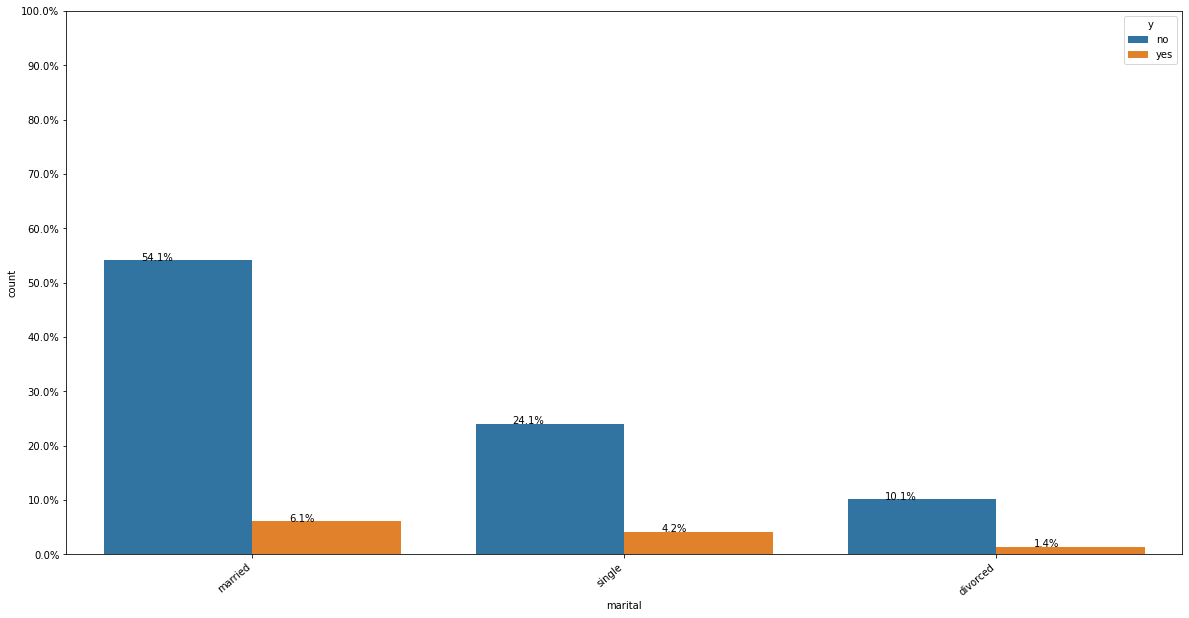 100.0%
90.0%
80.0%
70.0%
60.0%
50.0%
40.0%
30.0%
20.0%
10.0%
0.0%
count
y
no
yes
54.1%
6.1%
24.1%
4.2%
10.1%
1.4%
married
single
divorced
marital